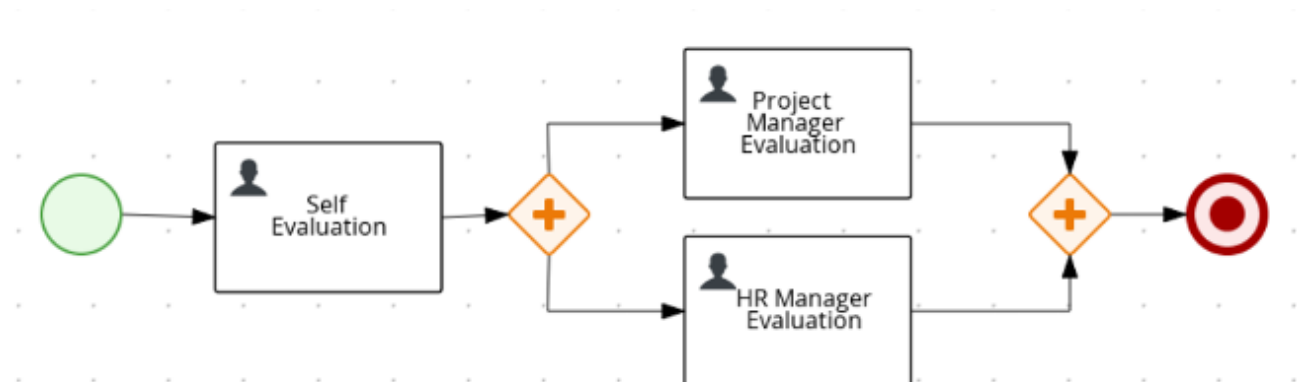 Self
Evaluation
Project
Manager
Evaluation
HR Manager
Evaluation